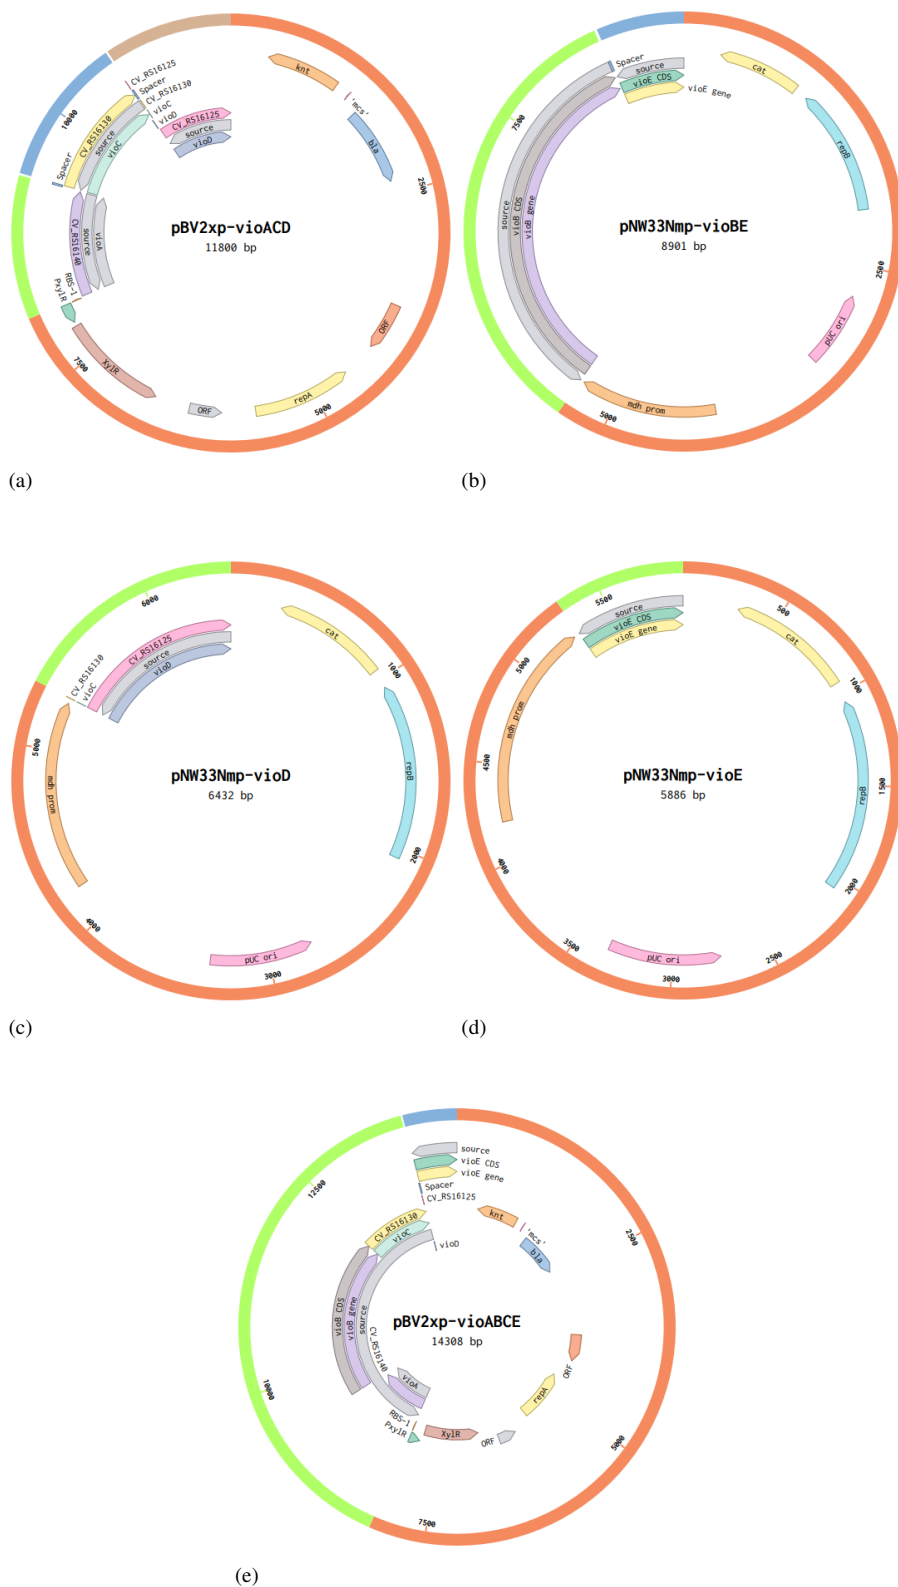 CV_RS16125
Spacer
CV_RS16130
vioC
vioD
10000
CV_RS16130
source
vioC
Spacer
CV_RS16125
source
vioD
knt
'mcs'
bla
2500
CV_RS16140
source
vioA
RBS-1
PxylR
XylR
7500
ORF
repA
5000
ORF
pBV2xp-vioACD
11800 bp
(a)
Spacer
source
vioE CDS
vioE gene
cat
repB
7500
source
vioB CDS
vioB gene
2500
pUC ori
mdh prom
5000
pNW33Nmp-vioBE
8901 bp
(b)
6000
CV_RS16125
source
vioD
CV_RS16130
vioC
cat
1000
repB
2000
5000
mdh prom
4000
pUC ori
3000
pNW33Nmp-vioD
6432 bp
(c)
5500
source
vioE CDS
vioE gene
500
cat
1000
5000
mdh prom
4500
repB
1500
2000
4000
3500
pUC ori
3000
2500
pNW33Nmp-vioE
5886 bp
(d)
source
vioE CDS
vioE gene
Spacer
CV_RS16125
12500
CV_RS16130
vioC
vioD
knt
'mcs'
bla
2500
vioB CDS
vioB gene
source
CV_RS16140
vioA
10000
RBS-1
PxylR
XylR
ORF
repA
ORF
5000
7500
pBV2xp-vioABCE
14308 bp
(e)